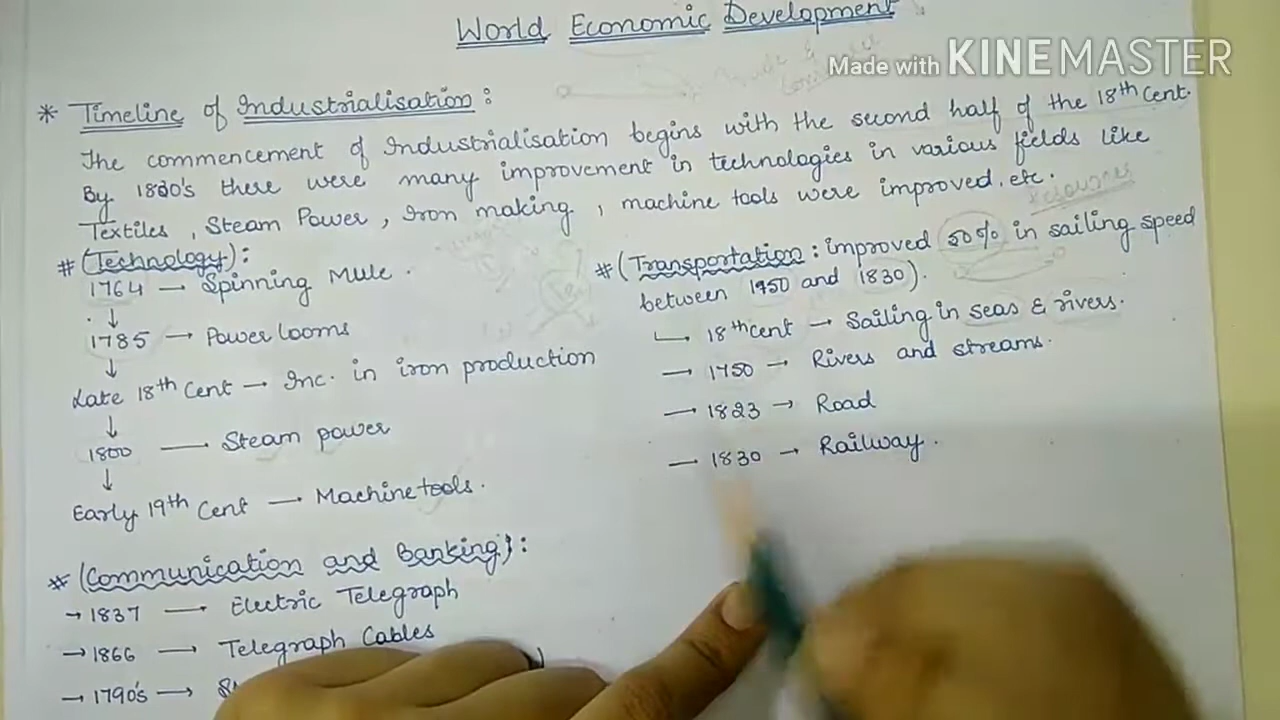 World Economic Development
Made with KINEMASTER
* Timeline of Industrialisation :
The commencement of Industrialisation begins with the second half of the 18th Cent.
By 1830's there were many improvement in technologies in various fields like
Textiles , Steam Power , Iron making , machine tools were improved. etc.
# (Technology) :
1764 → Spinning Mule .
↓
1785 → Power looms
↓
Late 18th Cent → Inc. in iron production
↓
1800 — Steam power
↓
Early 19th Cent — Machine tools.
# (Communication and Banking) :
→ 1837 → Electric Telegraph
→ 1866 → Telegraph Cables
→ 1790's →
# (Transportation : improved 50% in sailing speed
between 1750 and 1830).
18th cent → Sailing in seas & rivers.
→ 1750 → Rivers and streams.
→ 1823 → Road
→ 1830 → Railway .
Resources